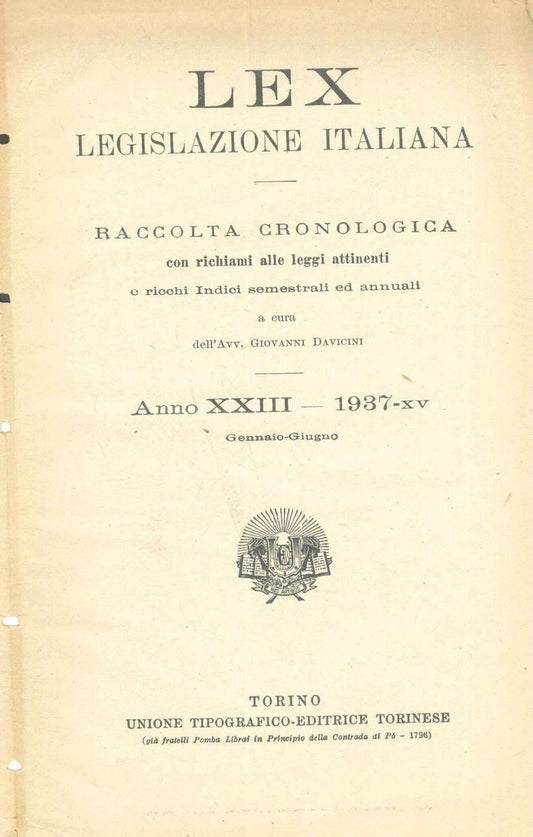 LEX
LEGISLAZIONE ITALIANA
RACCOLTA CRONOLOGICA
con richiami alle leggi attinenti
e ricchi Indici semestrali ed annuali
a cura
dell'Avv. GIOVANNI DAVICINI
Anno XXIII — 1937-XV
Gennaio-Giugno
TORINO
UNIONE TIPOGRAFICO-EDITRICE TORINESE
(già fratelli Pomba Librai in Principio della Contrada di Pò - 1796)